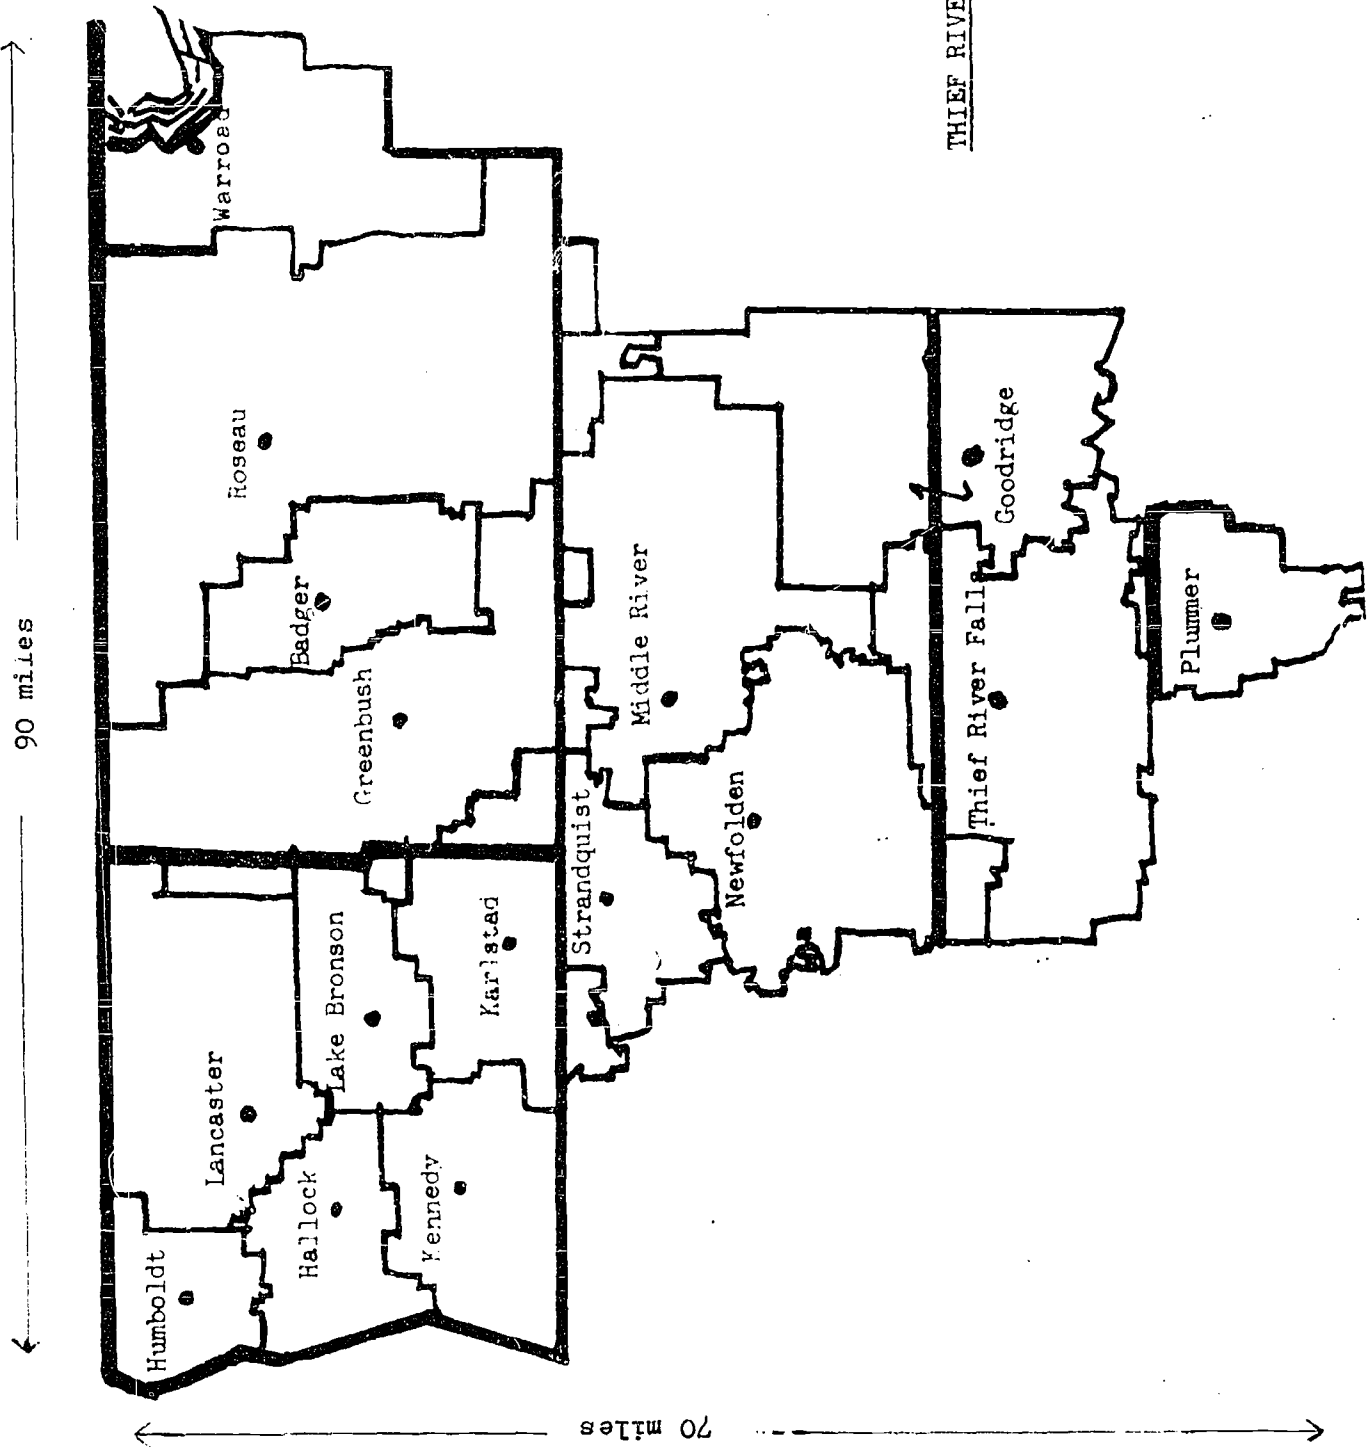 90 miles
Warroad
Roseau
Badger
Greenbush
Lancaster
Lake Bronson
Karlstad
Humboldt
Hallock
Kennedy
Strandquist
Middle River
Newfolden
Goodridge
Thief River Falls
Plummer
THIEF RIVE
70 miles